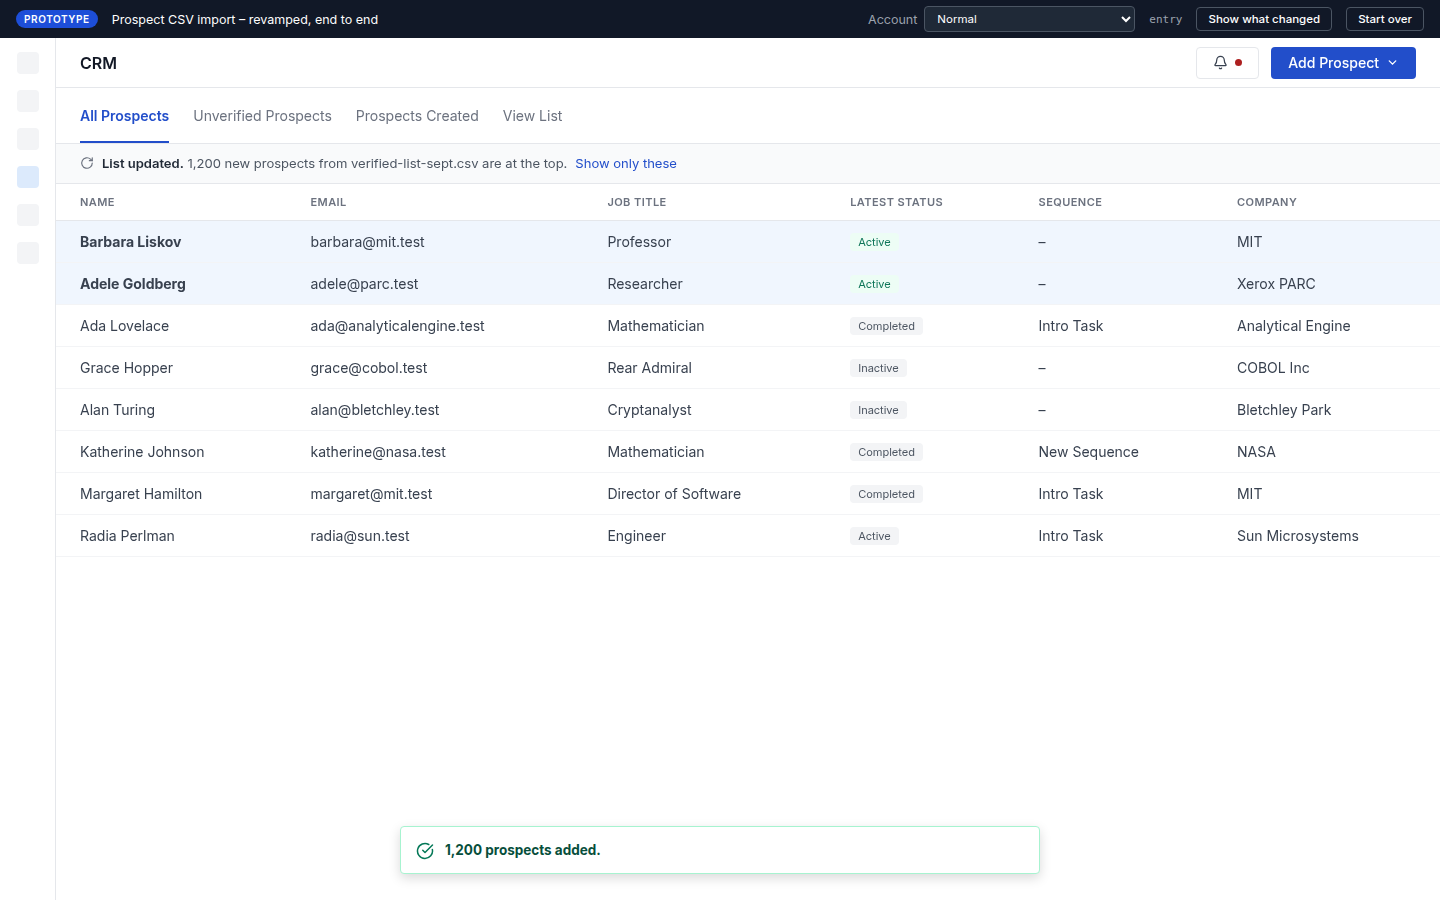 PROTOTYPE Prospect CSV import – revamped, end to end Account Normal entry Show what changed Start over
CRM Add Prospect
All Prospects Unverified Prospects Prospects Created View List
List updated. 1,200 new prospects from verified-list-sept.csv are at the top. Show only these
NAME EMAIL JOB TITLE LATEST STATUS SEQUENCE COMPANY
Barbara Liskov barbara@mit.test Professor Active – MIT
Adele Goldberg adele@parc.test Researcher Active – Xerox PARC
Ada Lovelace ada@analyticalengine.test Mathematician Completed Intro Task Analytical Engine
Grace Hopper grace@cobol.test Rear Admiral Inactive – COBOL Inc
Alan Turing alan@bletchley.test Cryptanalyst Inactive – Bletchley Park
Katherine Johnson katherine@nasa.test Mathematician Completed New Sequence NASA
Margaret Hamilton margaret@mit.test Director of Software Completed Intro Task MIT
Radia Perlman radia@sun.test Engineer Active Intro Task Sun Microsystems
1,200 prospects added.